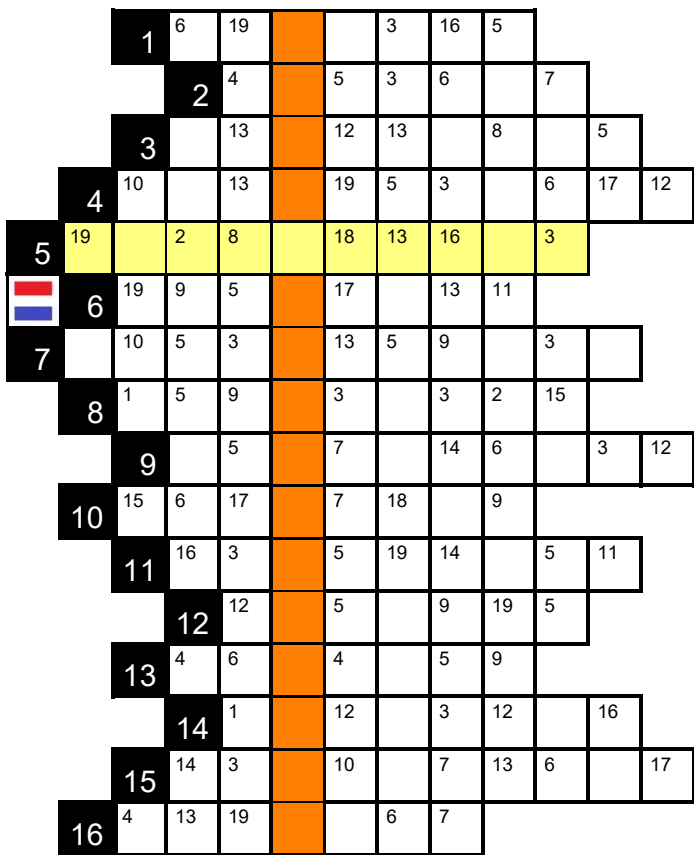 1 6 19 3 16 5
2 4 5 3 6 7
3 13 12 13 8 5
4 10 13 19 5 3 6 17 12
5 19 2 8 18 13 16 3
6 19 9 5 17 13 11
7 10 5 3 13 5 9 3
8 1 5 9 3 3 2 15
9 5 7 14 6 3 12
10 15 6 17 7 18 9
11 16 3 5 19 14 5 11
12 12 5 9 19 5
13 4 6 4 5 9
14 1 12 3 12 16
15 14 3 10 7 13 6 17
16 4 13 19 6 7